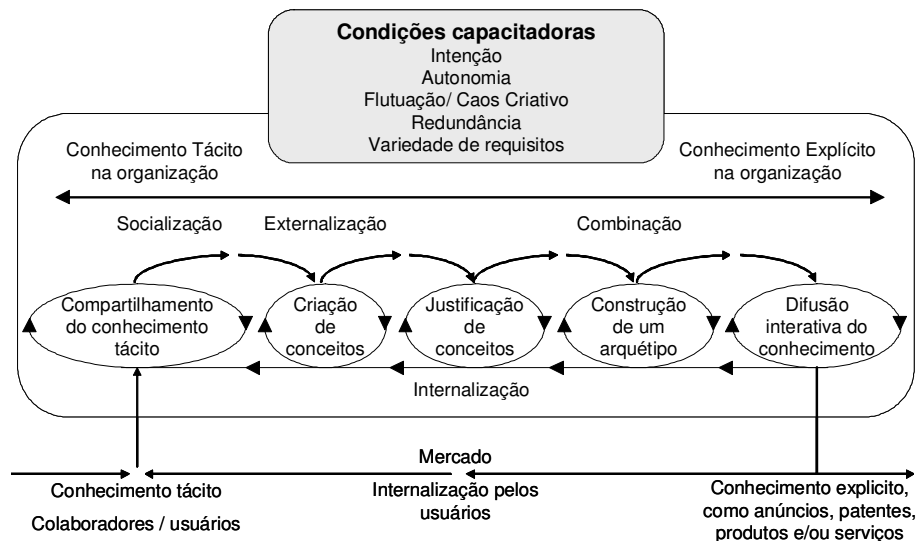 Condições capacitadoras
Intenção
Autonomia
Flutuação/ Caos Criativo
Redundância
Variedade de requisitos
Conhecimento Tácito
na organização
Conhecimento Explícito
na organização
Socialização
Externalização
Combinação
Compartilhamento
do conhecimento
tácito
Criação
de
conceitos
Justificação
de
conceitos
Construção
de um
arquétipo
Difusão
interativa do
conhecimento
Internalização
Mercado
Conhecimento tácito
Colaboradores / usuários
Internalização pelos
usuários
Conhecimento explicito,
como anúncios, patentes,
produtos e/ou serviços